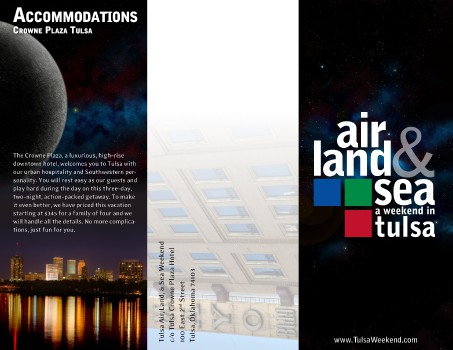 Accommodations
Crowne Plaza Tulsa
The Crowne Plaza, a luxurious, high-rise
downtown hotel, welcomes you to Tulsa with
our urban hospitality and Southwestern per-
sonality. You will rest easy as our guests and
play hard during the day on this three-day,
two-night, action-packed getaway. To make
it even better, we have priced this vacation
starting at $345 for a family of four and we
will handle all the details. No more complica-
tions, just fun for you.
Tulsa Air, Land, & Sea Weekend
c/o Tulsa Crowne Plaza Hotel
100 East 2nd Street
Tulsa, Oklahoma 74103
air
land &
sea
a weekend in
tulsa
www.TulsaWeekend.com